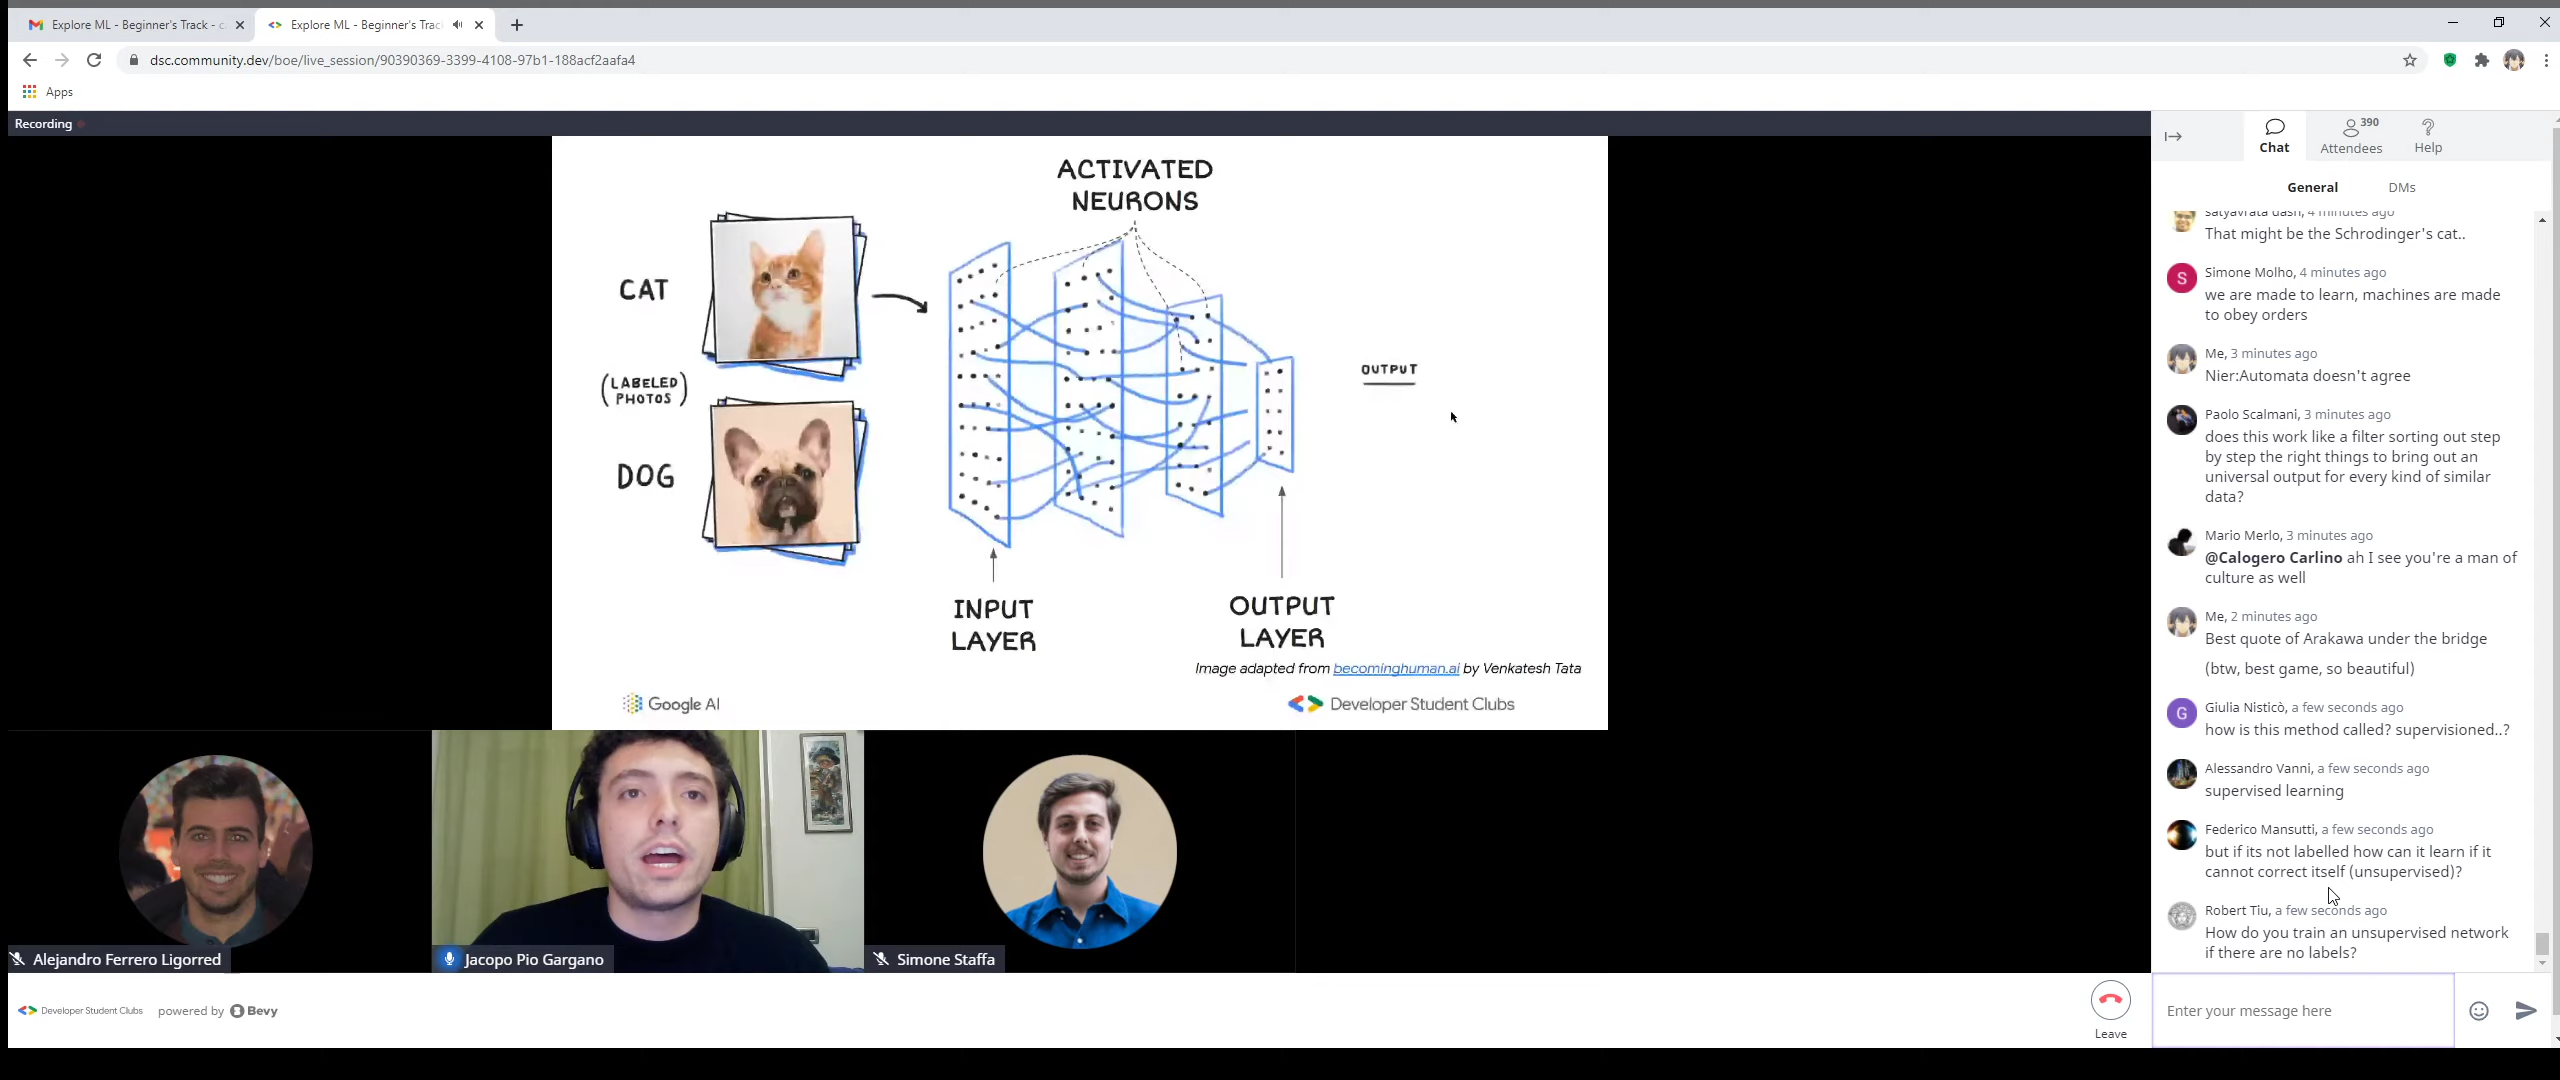 Explore ML - Beginner's Track - c
Explore ML - Beginner's Trac
dsc.community.dev/boe/live_session/90390369-3399-4108-97b1-188acf2aafa4
Apps
Recording
ACTIVATED
NEURONS
CAT
(LABELED
PHOTOS)
DOG
OUTPUT
INPUT
LAYER
OUTPUT
LAYER
Image adapted from becominghuman.ai by Venkatesh Tata
Google AI
Developer Student Clubs
Alejandro Ferrero Ligorred
Jacopo Pio Gargano
Simone Staffa
Developer Student Clubs powered by Bevy
Leave
Chat
390
Attendees
Help
General
DMs
satyavrata dash, 4 minutes ago
That might be the Schrodinger's cat..
S
Simone Molho, 4 minutes ago
we are made to learn, machines are made
to obey orders
Me, 3 minutes ago
Nier:Automata doesn't agree
Paolo Scalmani, 3 minutes ago
does this work like a filter sorting out step
by step the right things to bring out an
universal output for every kind of similar
data?
Mario Merlo, 3 minutes ago
@Calogero Carlino ah I see you're a man of
culture as well
Me, 2 minutes ago
Best quote of Arakawa under the bridge
(btw, best game, so beautiful)
G
Giulia Nisticò, a few seconds ago
how is this method called? supervisioned..?
Alessandro Vanni, a few seconds ago
supervised learning
Federico Mansutti, a few seconds ago
but if its not labelled how can it learn if it
cannot correct itself (unsupervised)?
Robert Tiu, a few seconds ago
How do you train an unsupervised network
if there are no labels?
Enter your message here